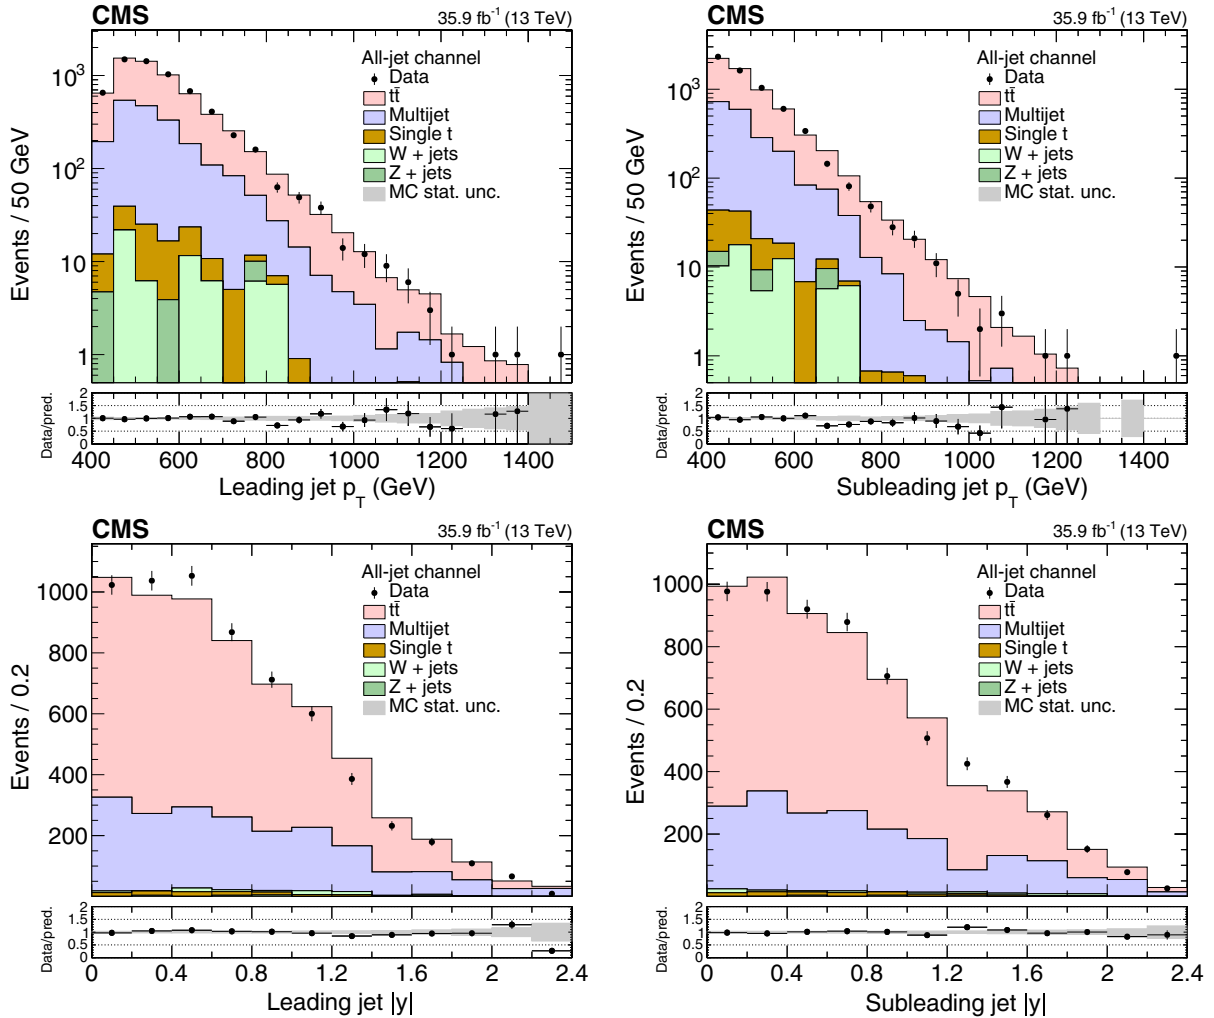 CMS 35.9 fb⁻¹ (13 TeV)
All-jet channel
Data
tt̄
Multijet
Single t
W + jets
Z + jets
MC stat. unc.
Events / 50 GeV
10³
10²
10
1
Data/pred.
2
1.5
1
0.5
0
400 600 800 1000 1200 1400
Leading jet p_T (GeV)
CMS 35.9 fb⁻¹ (13 TeV)
All-jet channel
Data
tt̄
Multijet
Single t
W + jets
Z + jets
MC stat. unc.
Events / 50 GeV
10³
10²
10
1
Data/pred.
2
1.5
1
0.5
0
400 600 800 1000 1200 1400
Subleading jet p_T (GeV)
CMS 35.9 fb⁻¹ (13 TeV)
All-jet channel
Data
tt̄
Multijet
Single t
W + jets
Z + jets
MC stat. unc.
Events / 0.2
1000
800
600
400
200
Data/pred.
2
1.5
1
0.5
0
0 0.4 0.8 1.2 1.6 2 2.4
Leading jet |y|
CMS 35.9 fb⁻¹ (13 TeV)
All-jet channel
Data
tt̄
Multijet
Single t
W + jets
Z + jets
MC stat. unc.
Events / 0.2
1000
800
600
400
200
Data/pred.
2
1.5
1
0.5
0
0 0.4 0.8 1.2 1.6 2 2.4
Subleading jet |y|